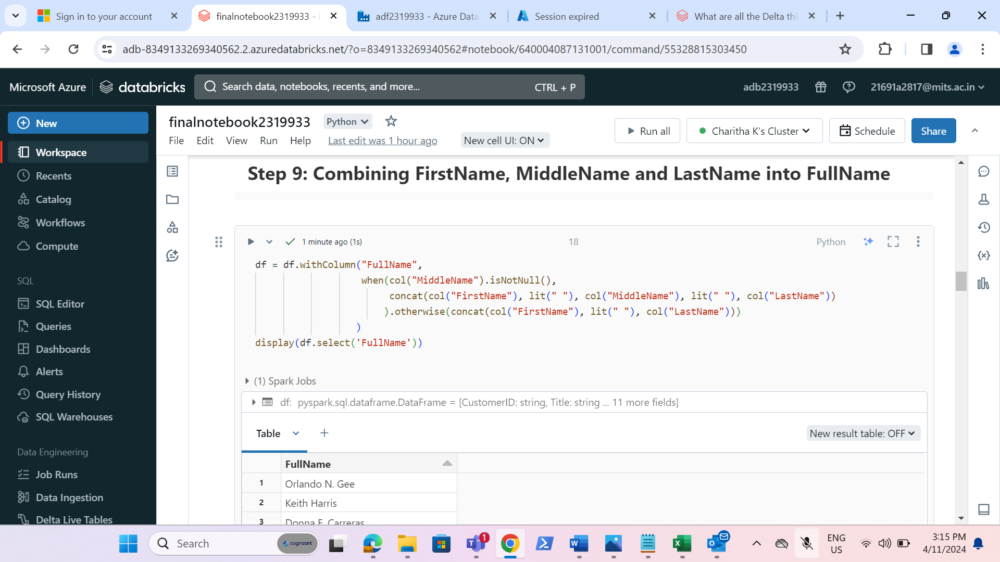 Sign in to your account
finalnotebook2319933 -
adf2319933 - Azure Data
Session expired
What are all the Delta thi
adb-8349133269340562.2.azuredatabricks.net/?o=8349133269340562#notebook/640004087131001/command/55328815303450
Microsoft Azure
databricks
Search data, notebooks, recents, and more...
CTRL + P
adb2319933
21691a2817@mits.ac.in
New
Workspace
Recents
Catalog
Workflows
Compute
SQL
SQL Editor
Queries
Dashboards
Alerts
Query History
SQL Warehouses
Data Engineering
Job Runs
Data Ingestion
Delta Live Tables
finalnotebook2319933
Python
File Edit View Run Help
Last edit was 1 hour ago
New cell UI: ON
Run all
Charitha K's Cluster
Schedule
Share
Step 9: Combining FirstName, MiddleName and LastName into FullName
1 minute ago (1s)
18
Python
df = df.withColumn("FullName",
when(col("MiddleName").isNotNull(),
concat(col("FirstName"), lit(" "), col("MiddleName"), lit(" "), col("LastName"))
).otherwise(concat(col("FirstName"), lit(" "), col("LastName")))
)
display(df.select('FullName'))
(1) Spark Jobs
df: pyspark.sql.dataframe.DataFrame = [CustomerID: string, Title: string ... 11 more fields]
Table
New result table: OFF
FullName
1 Orlando N. Gee
2 Keith Harris
3 Donna F. Carreras
Search
cognizant
1
ENG
US
3:15 PM
4/11/2024